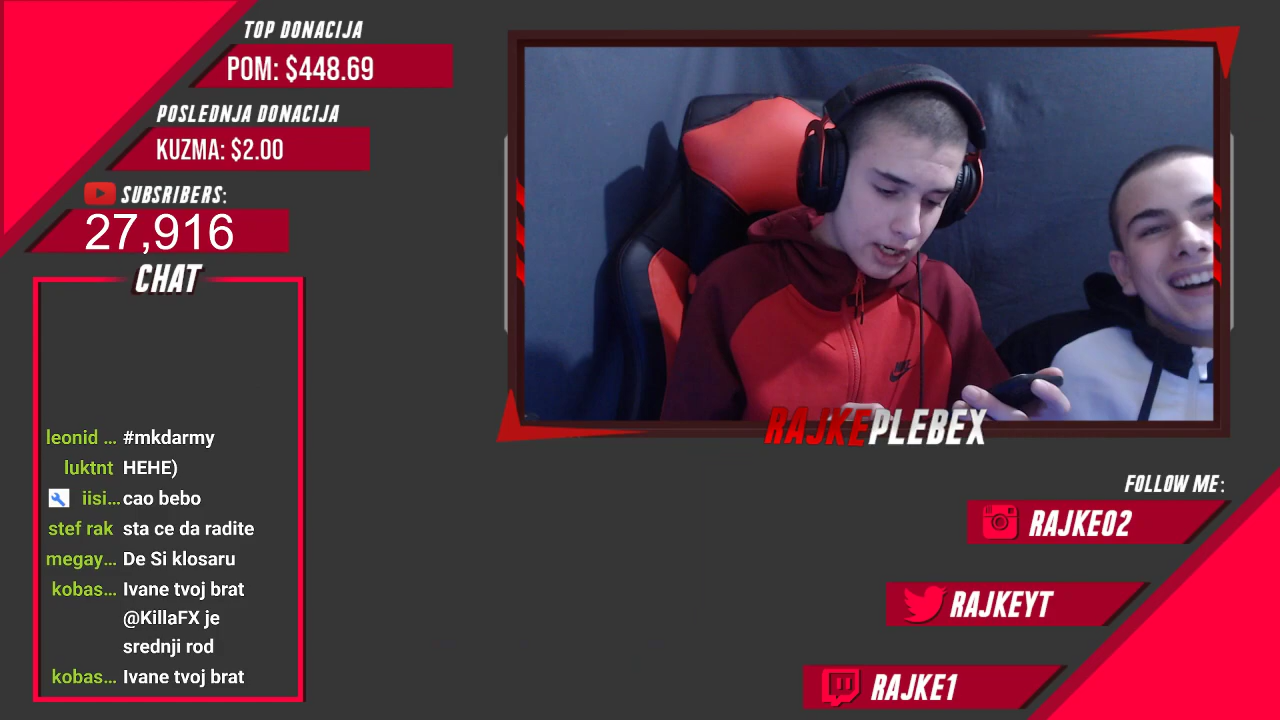 TOP DONACIJA
POM: $448.69
POSLEDNJA DONACIJA
KUZMA: $2.00
SUBSRIBERS:
27,916
CHAT
leonid ... #mkdarmy
luktnt HEHE)
iisi... cao bebo
stef rak sta ce da radite
megay... De Si klosaru
kobas... Ivane tvoj brat
@KillaFX je
srednji rod
kobas... Ivane tvoj brat
NIKE
RAJKEPLEBEX
FOLLOW ME:
RAJKE02
RAJKEYT
RAJKE1